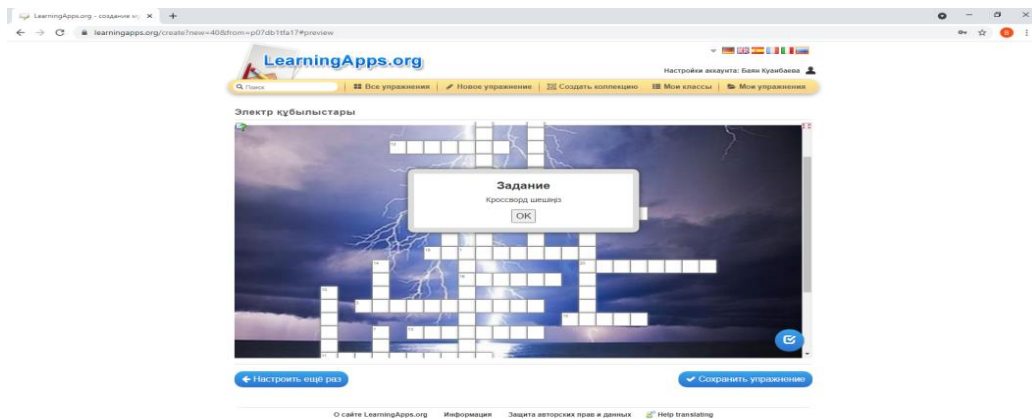 LearningApps.org - создание
learningapps.org/create?new=40&from=p07db1tfa17#preview
LearningApps.org
Настройки аккаунта: Баян Куанбаева
Поиск
Все упражнения
Новое упражнение
Создать коллекцию
Мои классы
Мои упражнения
Электр құбылыстары
Задание
Кроссворд шешіңіз
OK
Настроить ещё раз
Сохранить упражнение
О сайте LearningApps.org
Информация
Защита авторских прав и данных
Help translating